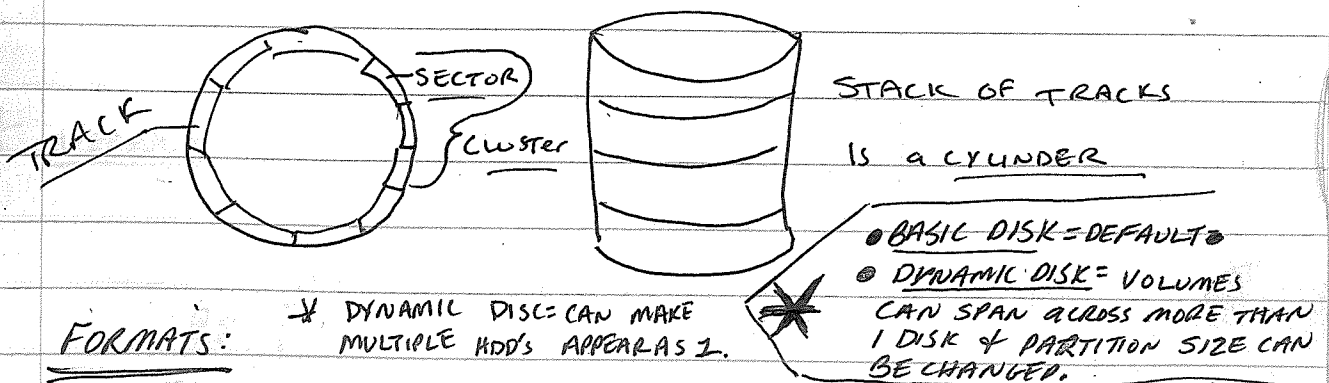 TRACK
SECTOR
CLUSTER
STACK OF TRACKS
IS a CYLINDER
• BASIC DISK = DEFAULT •
• DYNAMIC DISK = VOLUMES
CAN SPAN ACROSS MORE THAN
1 DISK & PARTITION SIZE CAN
BE CHANGED.
FORMATS:
* DYNAMIC DISC = CAN MAKE
MULTIPLE HDD'S APPEAR AS 1.